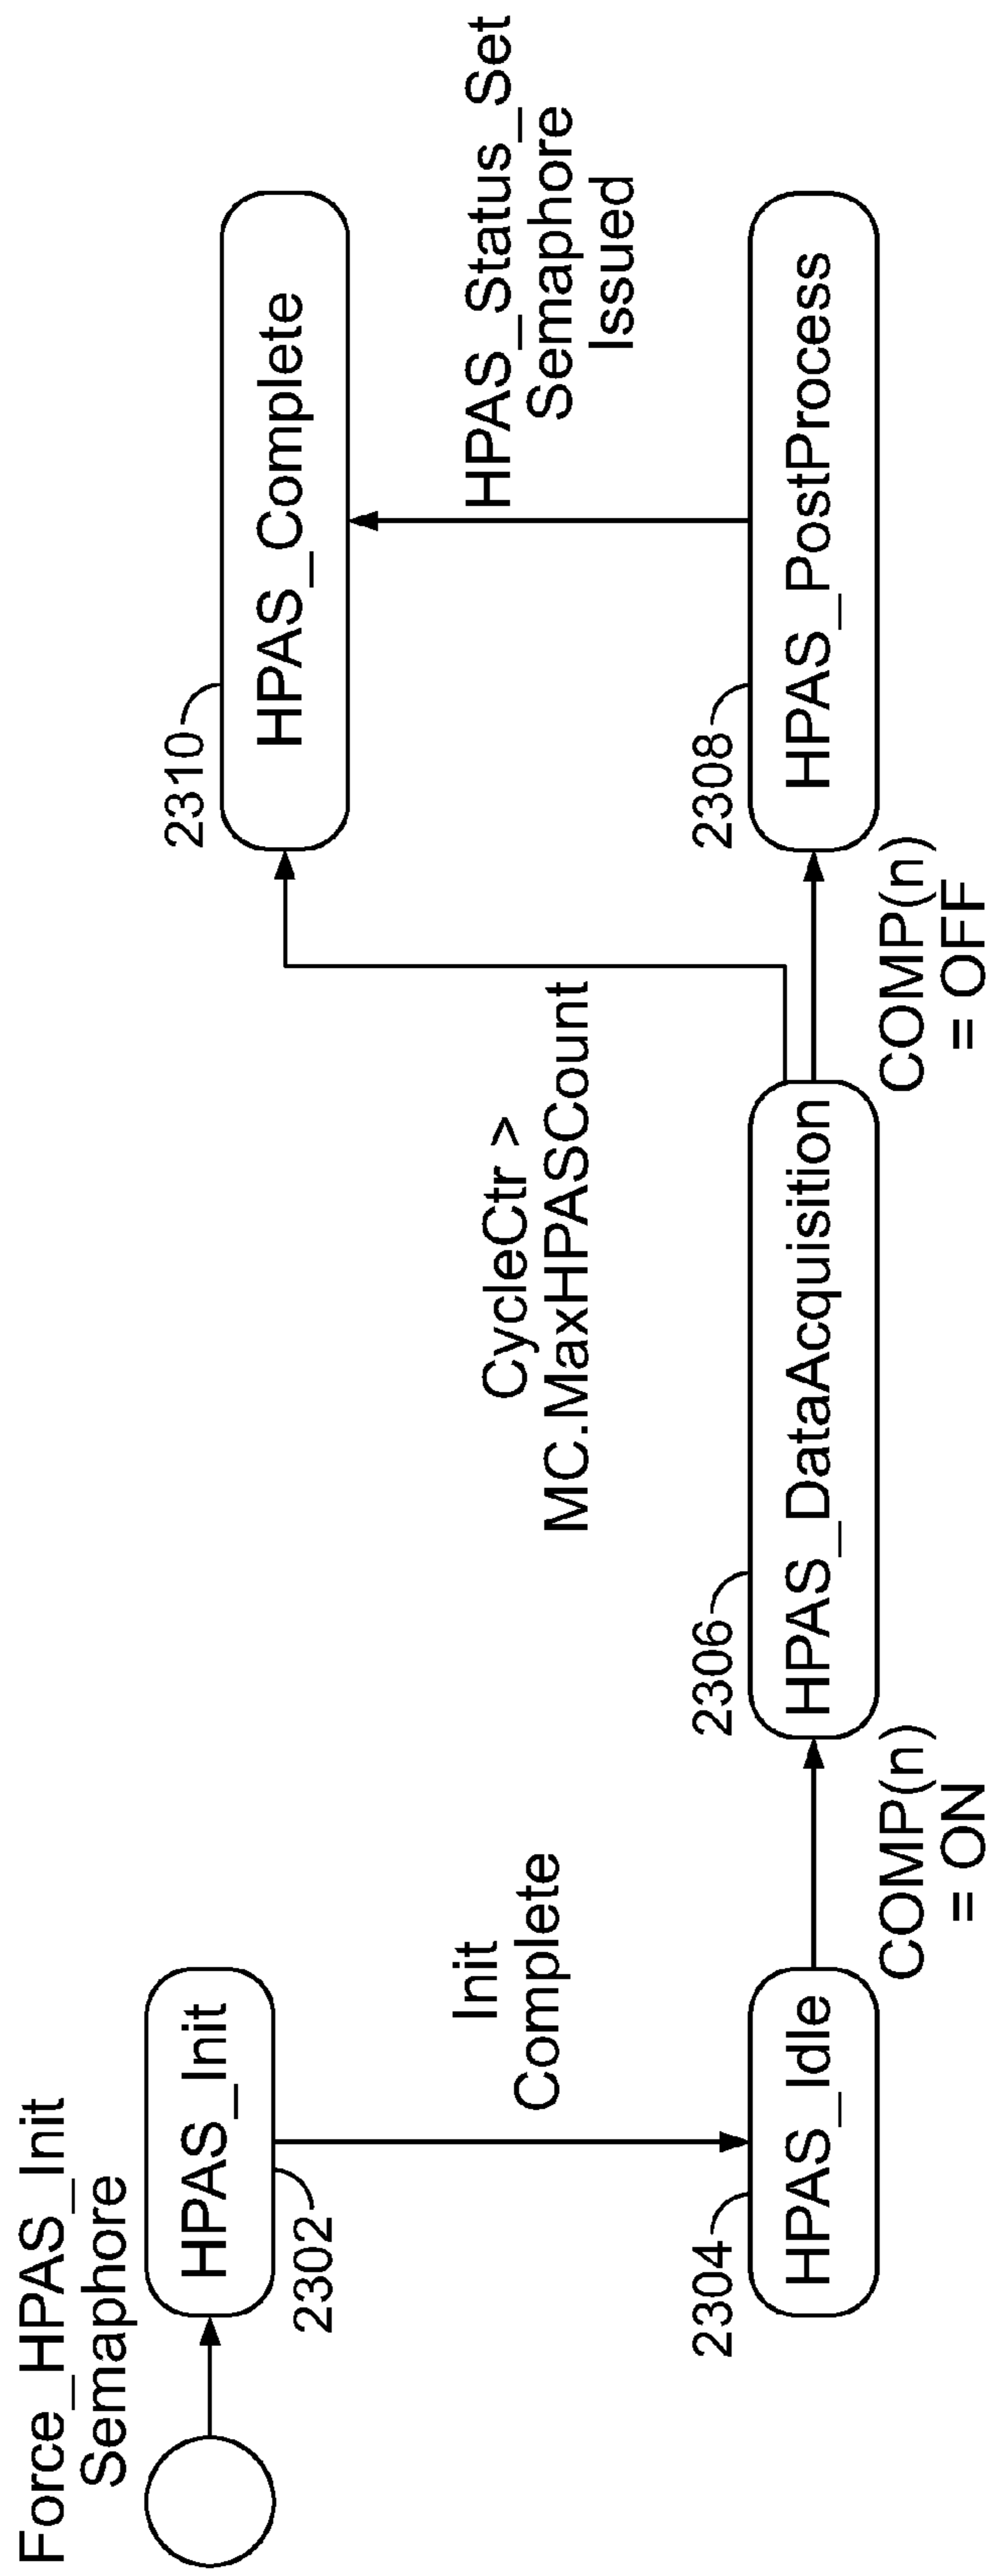 Force_HPAS_Init
Semaphore
HPAS_Init
2302
Init
Complete
2304
HPAS_Idle
COMP(n)
= ON
2306
HPAS_DataAcquisition
CycleCtr >
MC.MaxHPASCount
COMP(n)
= OFF
2308
HPAS_PostProcess
HPAS_Status_Set
Semaphore
Issued
2310
HPAS_Complete